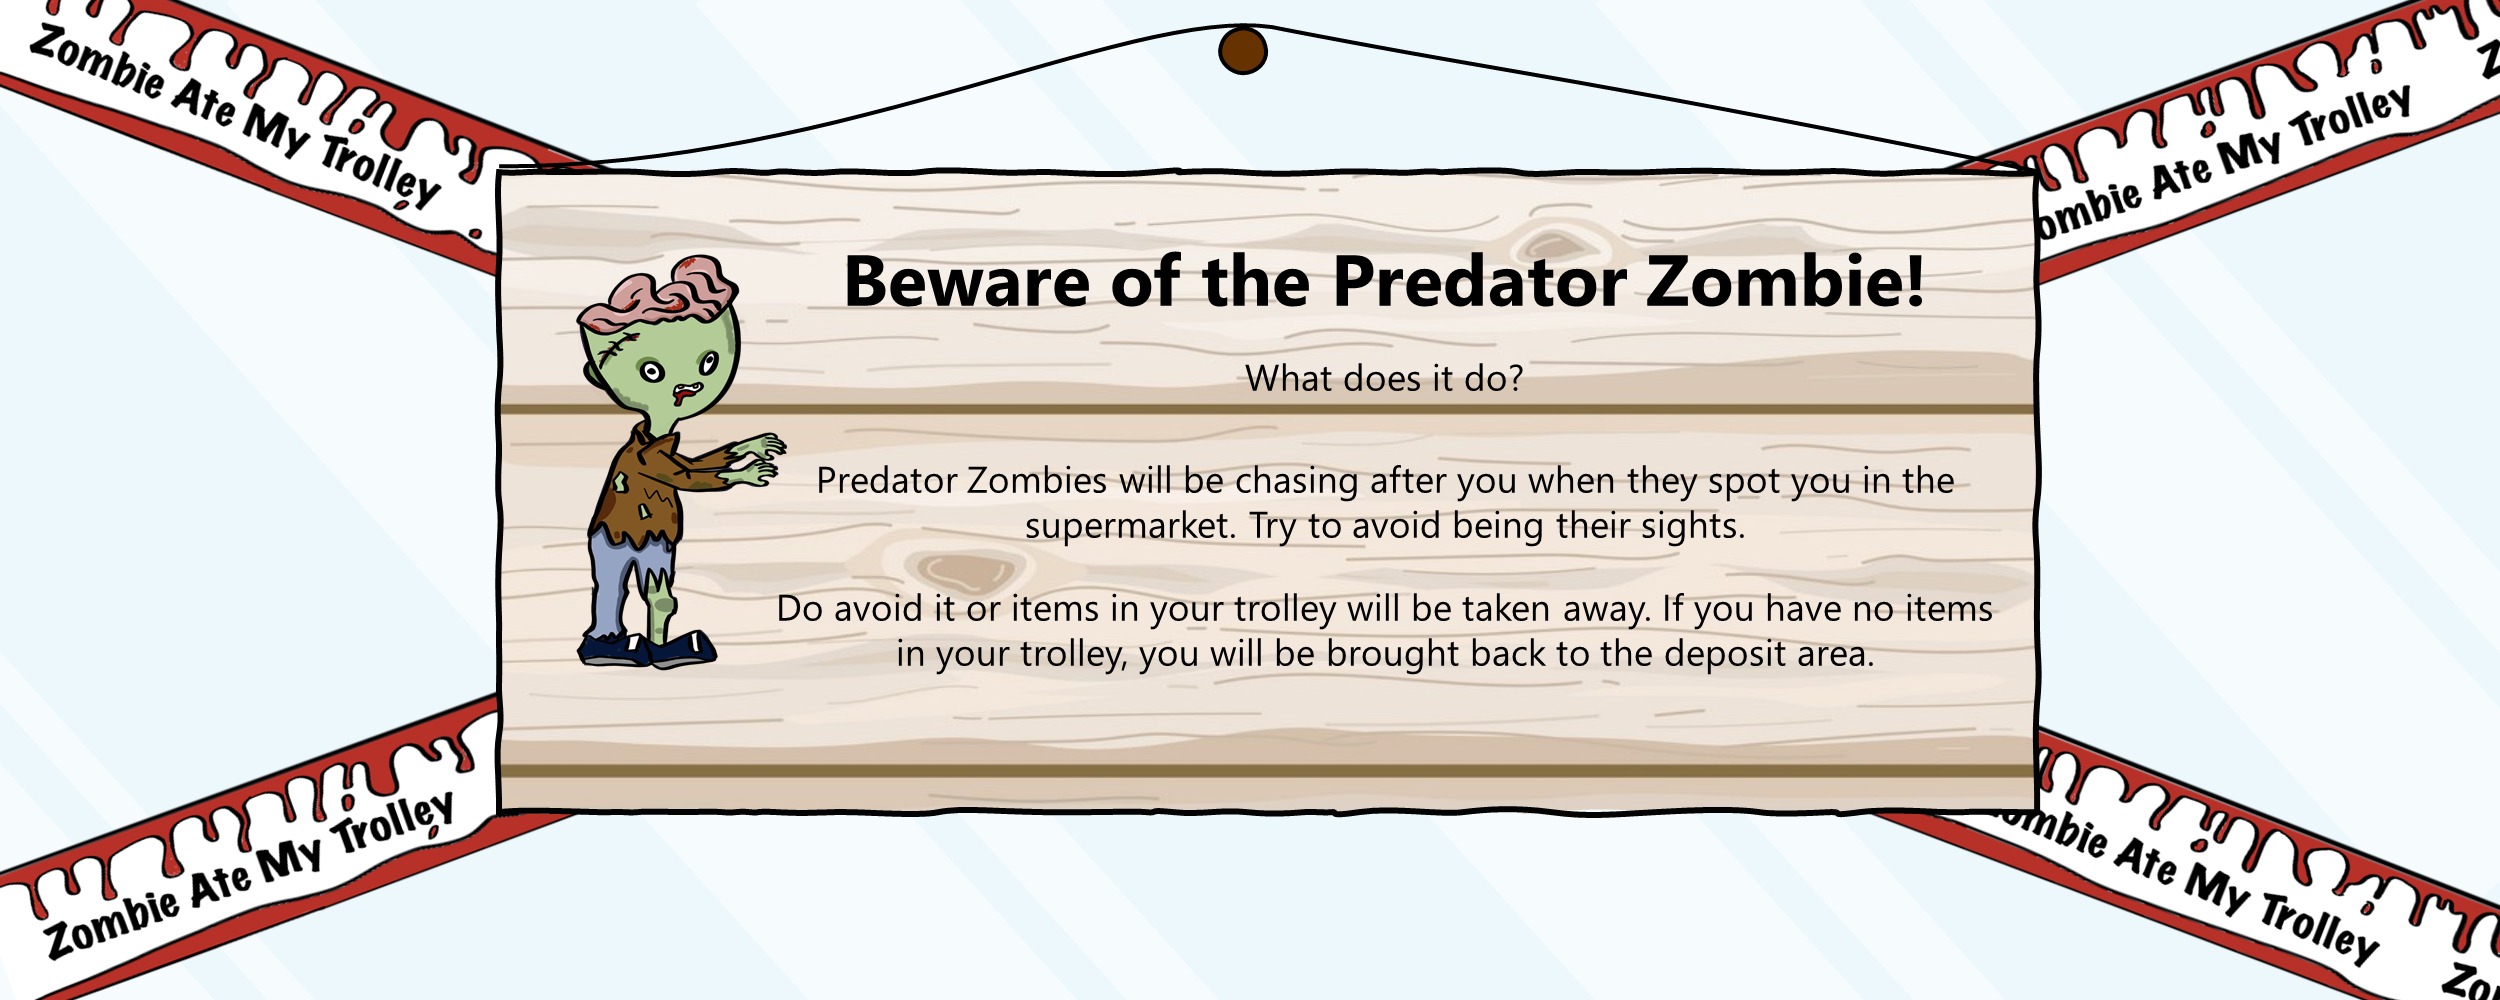 Zombie Ate My Trolley
Zombie Ate My Trolley
Beware of the Predator Zombie!
What does it do?
Predator Zombies will be chasing after you when they spot you in the
supermarket. Try to avoid being their sights.
Do avoid it or items in your trolley will be taken away. If you have no items
in your trolley, you will be brought back to the deposit area.
Zombie Ate My Trolley
ombie Ate My Trolley